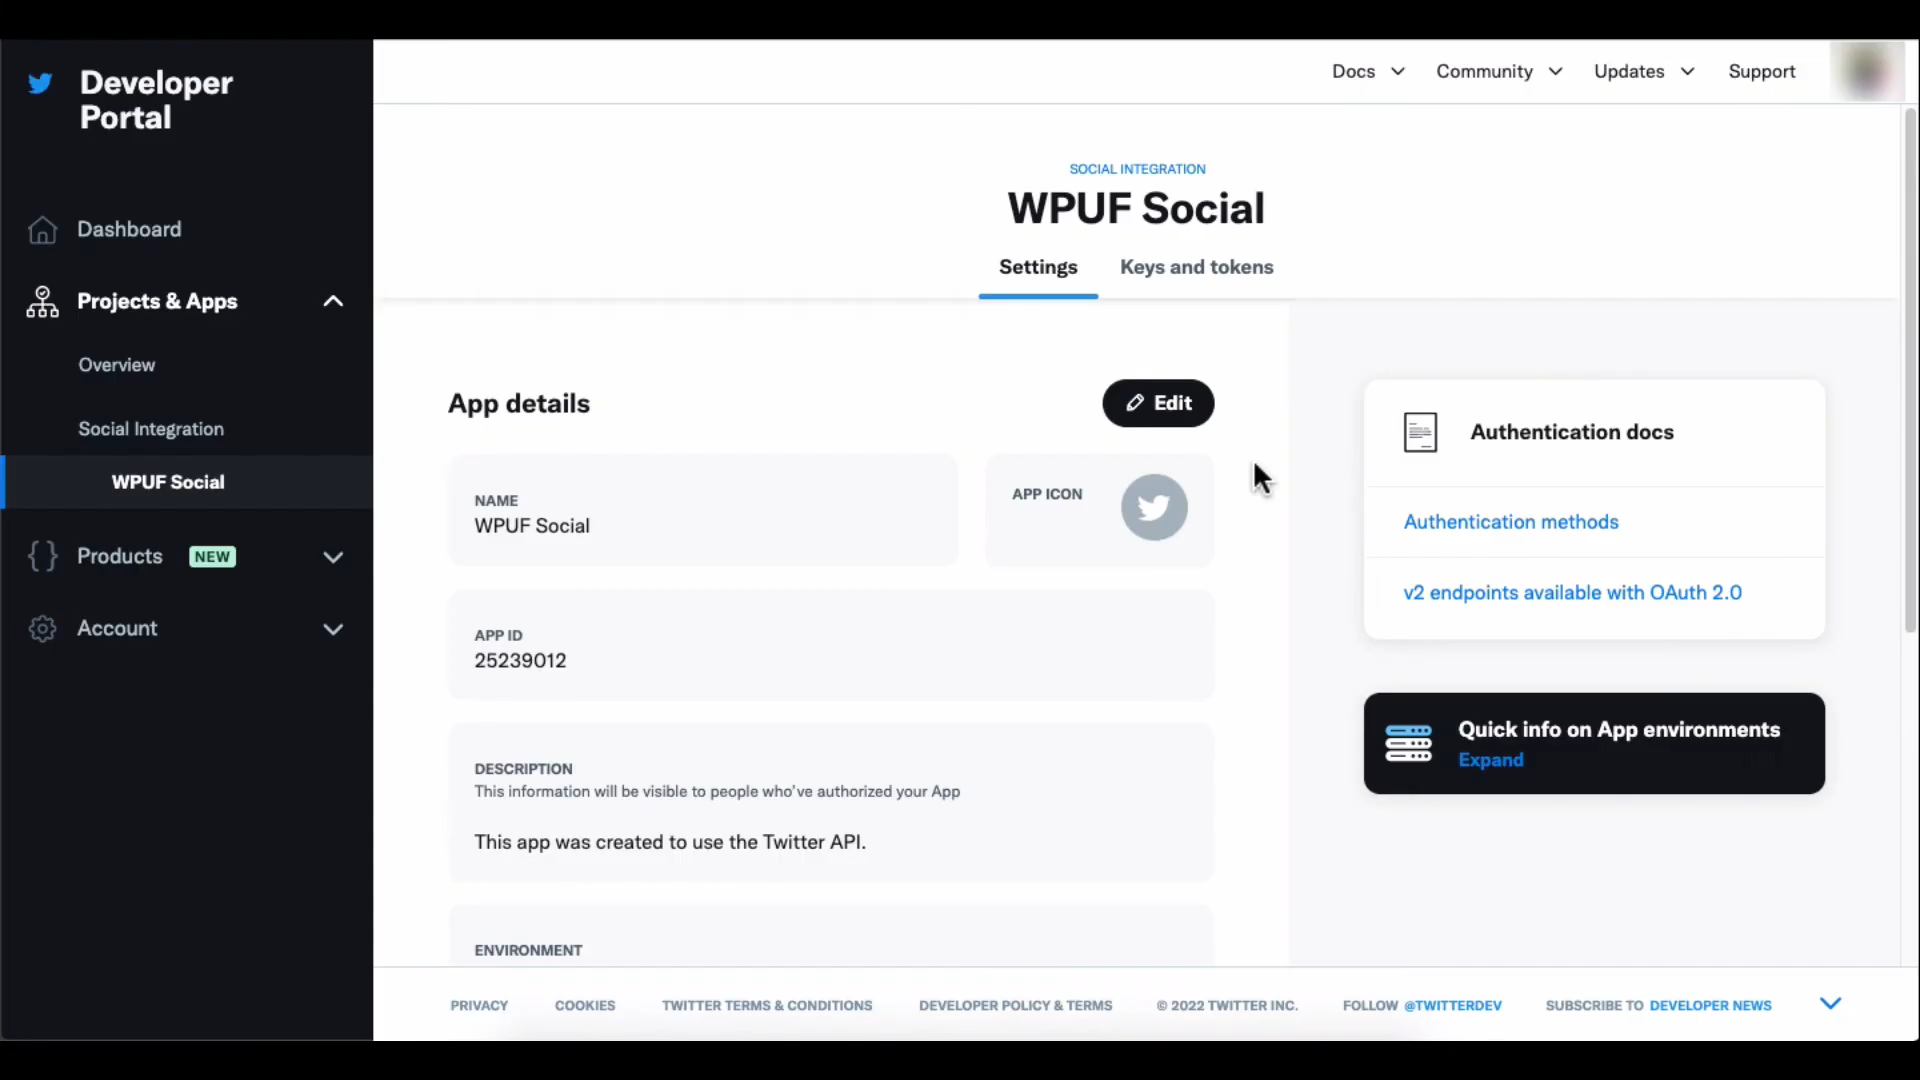 Developer
Portal
Dashboard
Projects & Apps
Overview
Social Integration
WPUF Social
Products NEW
Account
Docs Community Updates Support
SOCIAL INTEGRATION
WPUF Social
Settings Keys and tokens
App details
Edit
NAME
WPUF Social
APP ICON
APP ID
25239012
DESCRIPTION
This information will be visible to people who've authorized your App
This app was created to use the Twitter API.
ENVIRONMENT
Authentication docs
Authentication methods
v2 endpoints available with OAuth 2.0
Quick info on App environments
Expand
PRIVACY COOKIES TWITTER TERMS & CONDITIONS DEVELOPER POLICY & TERMS © 2022 TWITTER INC. FOLLOW @TWITTERDEV SUBSCRIBE TO DEVELOPER NEWS